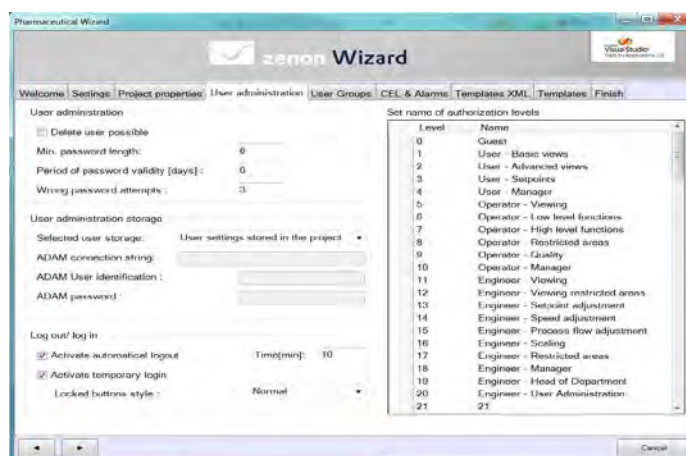 Pharmaceutical Wizard
zenon Wizard
Visual Studio
Welcome Settings Project properties User administration User Groups CEL & Alarms Templates XML Templates Finish
User administration
Delete user possible
Min. password length: 6
Period of password validity [days] : 0
Wrong password attempts : 3
User administration storage
Selected user storage: User settings stored in the project
ADAM connection string:
ADAM User identification :
ADAM password :
Log out/ log in
Activate automatical logout Time[min]: 10
Activate temporary login
Locked buttons style : Normal
Set name of authorization levels
Level Name
0 Guest
1 User - Basic views
2 User - Advanced views
3 User - Setpoints
4 User - Manager
5 Operator - Viewing
6 Operator - Low level functions
7 Operator - High level functions
8 Operator - Restricted areas
9 Operator - Quality
10 Operator - Manager
11 Engineer - Viewing
12 Engineer - Viewing restricted areas
13 Engineer - Setpoint adjustment
14 Engineer - Speed adjustment
15 Engineer - Process flow adjustment
16 Engineer - Scaling
17 Engineer - Restricted areas
18 Engineer - Manager
19 Engineer - Head of Department
20 Engineer - User Administration
21 21
Cancel